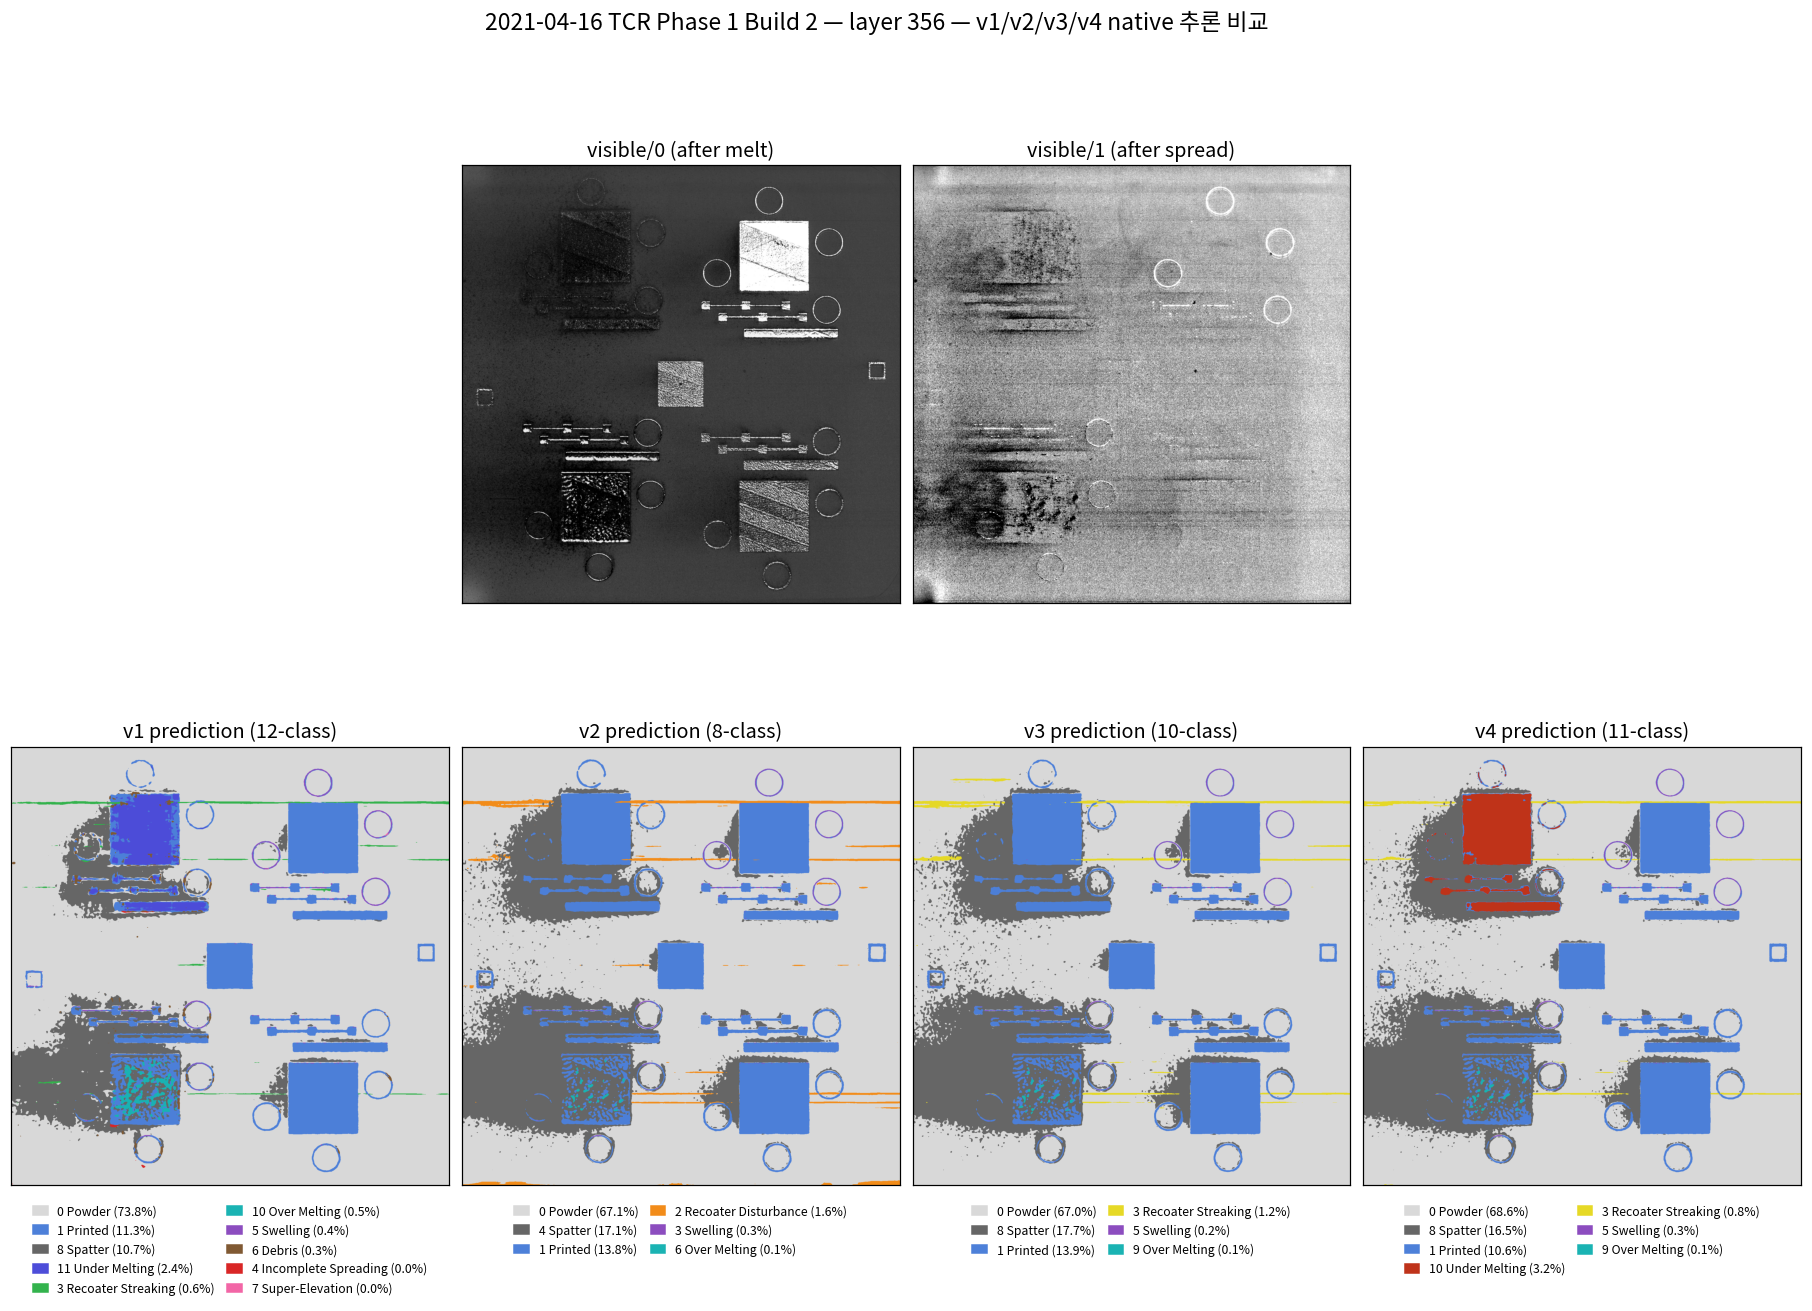 2021-04-16 TCR Phase 1 Build 2 — layer 356 — v1/v2/v3/v4 native 추론 비교
visible/0 (after melt)
visible/1 (after spread)
v1 prediction (12-class)
v2 prediction (8-class)
v3 prediction (10-class)
v4 prediction (11-class)
0 Powder (73.8%)
1 Printed (11.3%)
8 Spatter (10.7%)
11 Under Melting (2.4%)
3 Recoater Streaking (0.6%)
10 Over Melting (0.5%)
5 Swelling (0.4%)
6 Debris (0.3%)
4 Incomplete Spreading (0.0%)
7 Super-Elevation (0.0%)
0 Powder (67.1%)
4 Spatter (17.1%)
1 Printed (13.8%)
2 Recoater Disturbance (1.6%)
3 Swelling (0.3%)
6 Over Melting (0.1%)
0 Powder (67.0%)
8 Spatter (17.7%)
1 Printed (13.9%)
3 Recoater Streaking (1.2%)
5 Swelling (0.2%)
9 Over Melting (0.1%)
0 Powder (68.6%)
8 Spatter (16.5%)
1 Printed (10.6%)
10 Under Melting (3.2%)
3 Recoater Streaking (0.8%)
5 Swelling (0.3%)
9 Over Melting (0.1%)